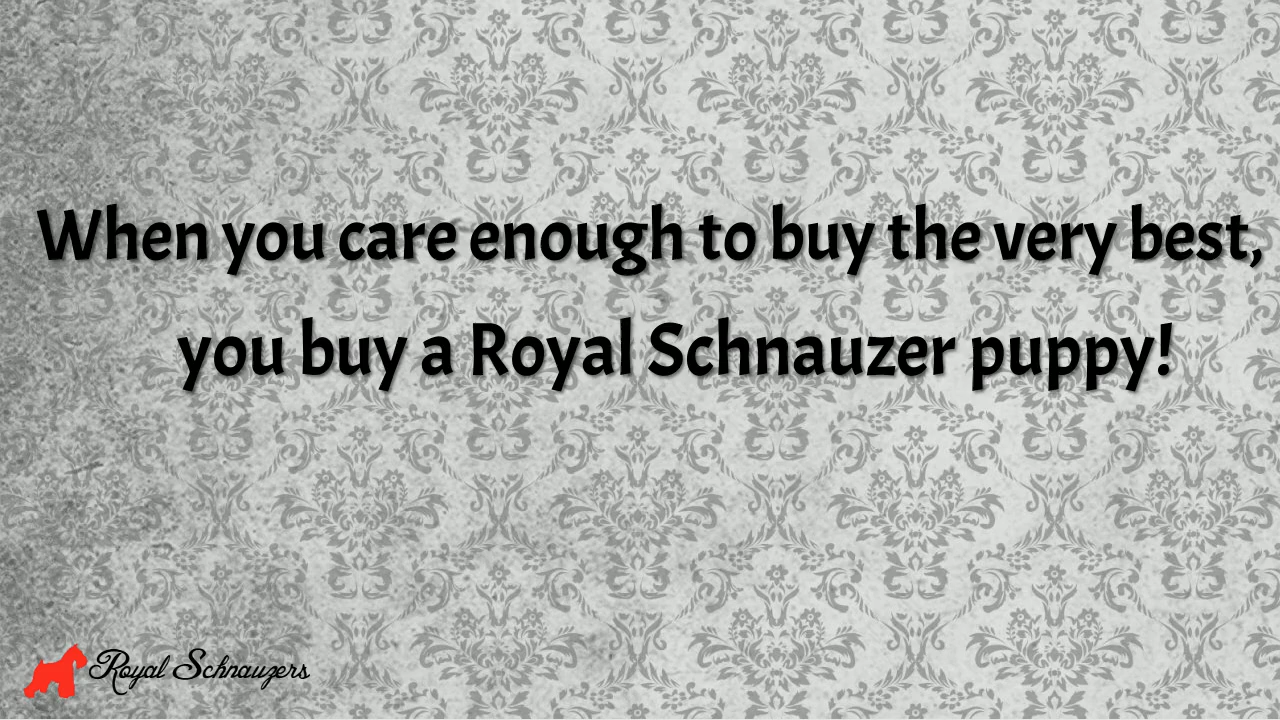 When you care enough to buy the very best,
you buy a Royal Schnauzer puppy!
Royal Schnauzers